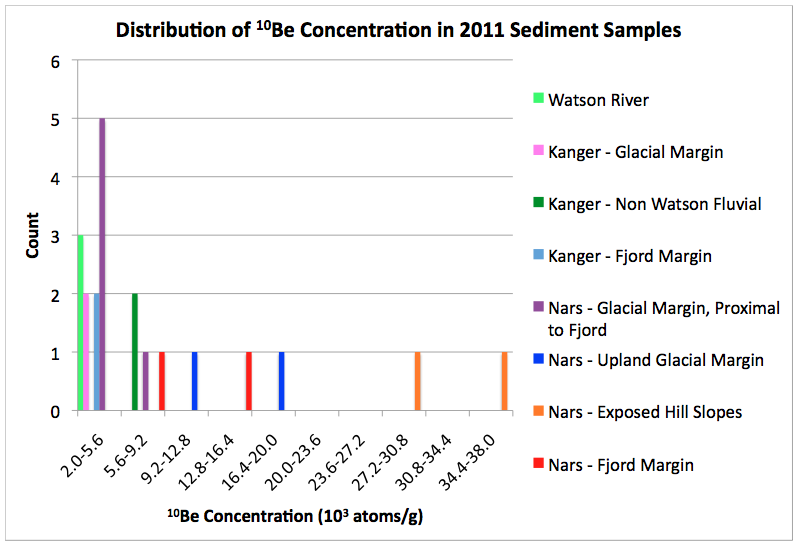 Distribution of ¹⁰Be Concentration in 2011 Sediment Samples
6
5
4
3
2
1
0
Count
2.0-5.6
5.6-9.2
9.2-12.8
12.8-16.4
16.4-20.0
20.0-23.6
23.6-27.2
27.2-30.8
30.8-34.4
34.4-38.0
¹⁰Be Concentration (10³ atoms/g)
Watson River
Kanger - Glacial Margin
Kanger - Non Watson Fluvial
Kanger - Fjord Margin
Nars - Glacial Margin, Proximal
to Fjord
Nars - Upland Glacial Margin
Nars - Exposed Hill Slopes
Nars - Fjord Margin